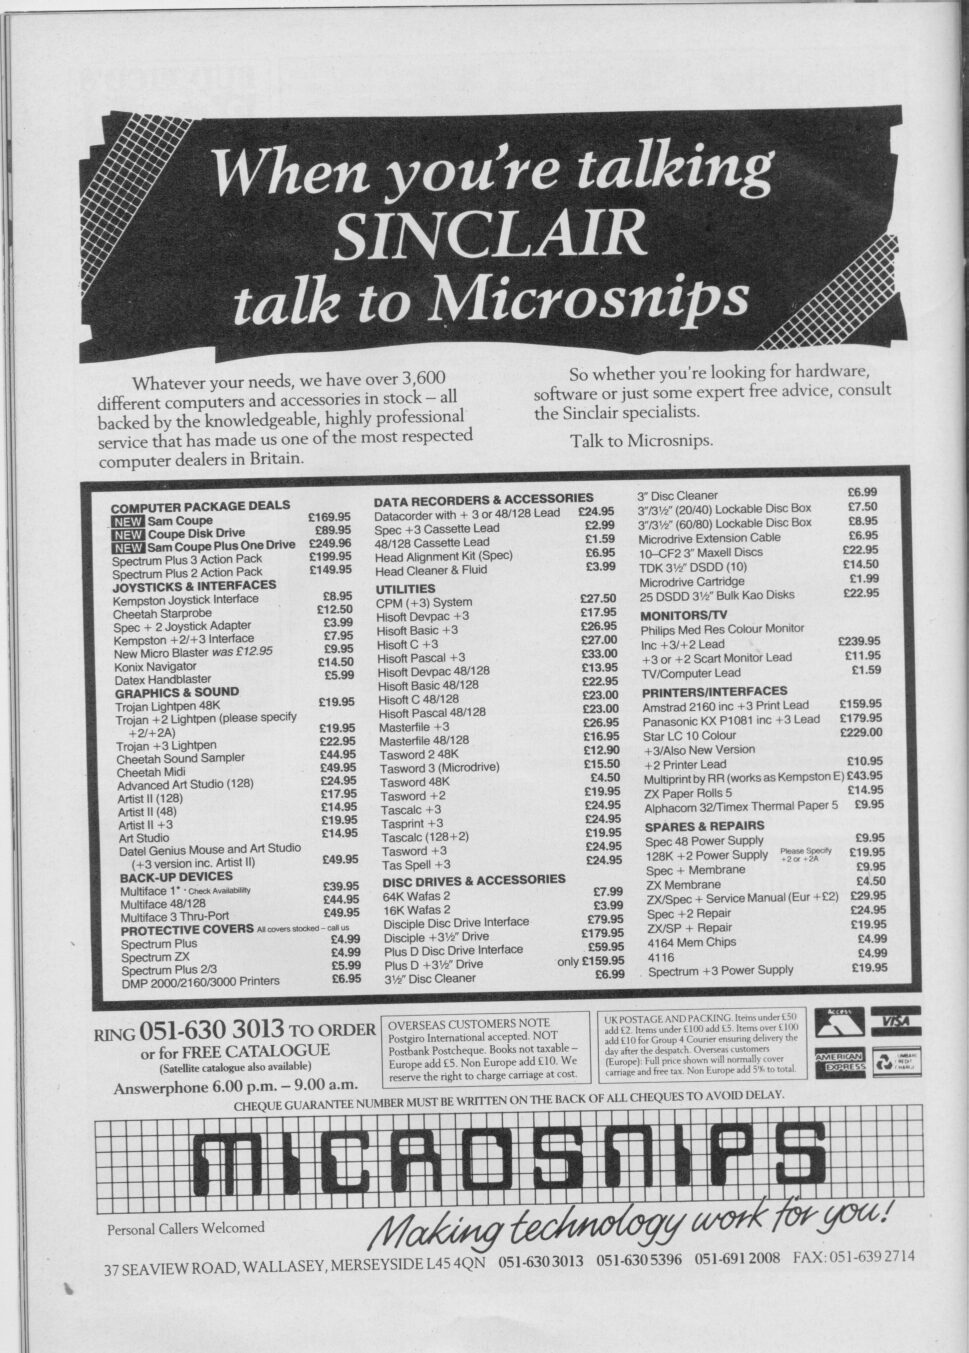 When you're talking
SINCLAIR
talk to Microsnips
Whatever your needs, we have over 3,600
different computers and accessories in stock – all
backed by the knowledgeable, highly professional
service that has made us one of the most respected
computer dealers in Britain.
So whether you're looking for hardware,
software or just some expert free advice, consult
the Sinclair specialists.
Talk to Microsnips.
COMPUTER PACKAGE DEALS
NEW Sam Coupe £169.95
NEW Coupe Disk Drive £89.95
NEW Sam Coupe Plus One Drive £249.96
Spectrum Plus 3 Action Pack £199.95
Spectrum Plus 2 Action Pack £149.95
JOYSTICKS & INTERFACES
Kempston Joystick Interface £8.95
Cheetah Starprobe £12.50
Spec + 2 Joystick Adapter £3.99
Kempston +2/+3 Interface £7.95
New Micro Blaster was £12.95 £9.95
Konix Navigator £14.50
Datex Handblaster £5.99
GRAPHICS & SOUND
Trojan Lightpen 48K £19.95
Trojan +2 Lightpen (please specify
+2/+2A) £19.95
Trojan +3 Lightpen £22.95
Cheetah Sound Sampler £44.95
Cheetah Midi £49.95
Advanced Art Studio (128) £24.95
Artist II (128) £17.95
Artist II (48) £14.95
Artist II +3 £19.95
Art Studio £14.95
Datel Genius Mouse and Art Studio
(+3 version inc. Artist II) £49.95
BACK-UP DEVICES
Multiface 1* · Check Availability £39.95
Multiface 48/128 £44.95
Multiface 3 Thru-Port £49.95
PROTECTIVE COVERS All covers stocked – call us
Spectrum Plus £4.99
Spectrum ZX £4.99
Spectrum Plus 2/3 £5.99
DMP 2000/2160/3000 Printers £6.95
DATA RECORDERS & ACCESSORIES
Datacorder with + 3 or 48/128 Lead £24.95
Spec +3 Cassette Lead £2.99
48/128 Cassette Lead £1.59
Head Alignment Kit (Spec) £6.95
Head Cleaner & Fluid £3.99
UTILITIES
CPM (+3) System £27.50
Hisoft Devpac +3 £17.95
Hisoft Basic +3 £26.95
Hisoft C +3 £27.00
Hisoft Pascal +3 £33.00
Hisoft Devpac 48/128 £13.95
Hisoft Basic 48/128 £22.95
Hisoft C 48/128 £23.00
Hisoft Pascal 48/128 £23.00
Masterfile +3 £26.95
Masterfile 48/128 £16.95
Tasword 2 48K £12.90
Tasword 3 (Microdrive) £15.50
Tasword 48K £4.50
Tasword +2 £19.95
Tascalc +3 £24.95
Tasprint +3 £24.95
Tascalc (128+2) £19.95
Tasword +3 £24.95
Tas Spell +3 £24.95
DISC DRIVES & ACCESSORIES
64K Wafas 2 £7.99
16K Wafas 2 £3.99
Disciple Disc Drive Interface £79.95
Disciple +3½" Drive £179.95
Plus D Disc Drive Interface £59.95
Plus D +3½" Drive only £159.95
3½" Disc Cleaner £6.99
3" Disc Cleaner £6.99
3"/3½" (20/40) Lockable Disc Box £7.50
3"/3½" (60/80) Lockable Disc Box £8.95
Microdrive Extension Cable £6.95
10–CF2 3" Maxell Discs £22.95
TDK 3½" DSDD (10) £14.50
Microdrive Cartridge £1.99
25 DSDD 3½" Bulk Kao Disks £22.95
MONITORS/TV
Philips Med Res Colour Monitor
Inc +3/+2 Lead £239.95
+3 or +2 Scart Monitor Lead £11.95
TV/Computer Lead £1.59
PRINTERS/INTERFACES
Amstrad 2160 inc +3 Print Lead £159.95
Panasonic KX P1081 inc +3 Lead £179.95
Star LC 10 Colour £229.00
+3/Also New Version
+2 Printer Lead £10.95
Multiprint by RR (works as Kempston E) £43.95
ZX Paper Rolls 5 £14.95
Alphacom 32/Timex Thermal Paper 5 £9.95
SPARES & REPAIRS
Spec 48 Power Supply £9.95
128K +2 Power Supply Please Specify +2 or +2A £19.95
Spec + Membrane £9.95
ZX Membrane £4.50
ZX/Spec + Service Manual (Eur +£2) £29.95
Spec +2 Repair £24.95
ZX/SP + Repair £19.95
4164 Mem Chips £4.99
4116 £4.99
Spectrum +3 Power Supply £19.95
RING 051-630 3013 TO ORDER
or for FREE CATALOGUE
(Satellite catalogue also available)
Answerphone 6.00 p.m. – 9.00 a.m.
OVERSEAS CUSTOMERS NOTE
Postgiro International accepted. NOT
Postbank Postcheque. Books not taxable –
Europe add £5. Non Europe add £10. We
reserve the right to charge carriage at cost.
UK POSTAGE AND PACKING. Items under £50
add £2. Items under £100 add £5. Items over £100
add £10 for Group 4 Courier ensuring delivery the
day after the despatch. Overseas customers
(Europe): Full price shown will normally cover
carriage and free tax. Non Europe add 5% to total.
Access
VISA
AMERICAN
EXPRESS
CHEQUE GUARANTEE NUMBER MUST BE WRITTEN ON THE BACK OF ALL CHEQUES TO AVOID DELAY.
MICROSNIPS
Personal Callers Welcomed
Making technology work for you!
37 SEAVIEW ROAD, WALLASEY, MERSEYSIDE L45 4QN 051-630 3013 051-630 5396 051-691 2008 FAX: 051-639 2714